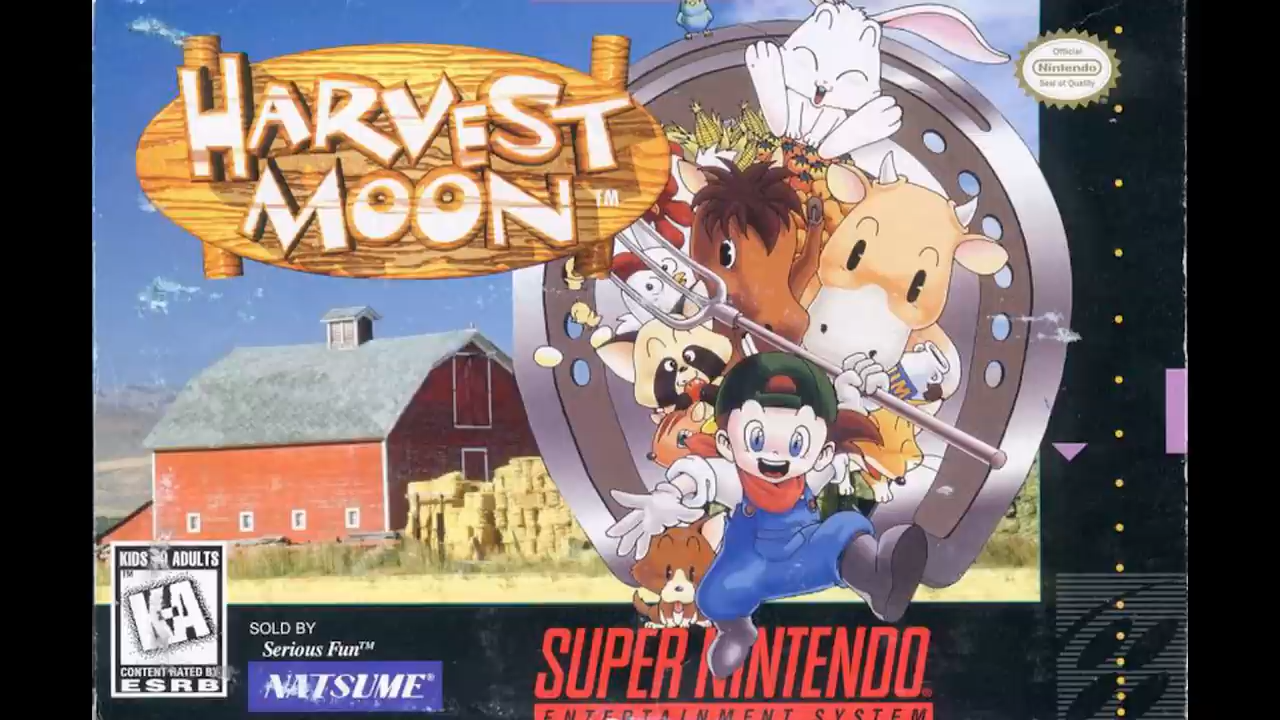 HARVEST
MOON™
Official
Nintendo
Seal of Quality
KIDS TO ADULTS
™
K-A
CONTENT RATED BY
ESRB
SOLD BY
Serious Fun™
NATSUME®
SUPER NINTENDO®
ENTERTAINMENT SYSTEM